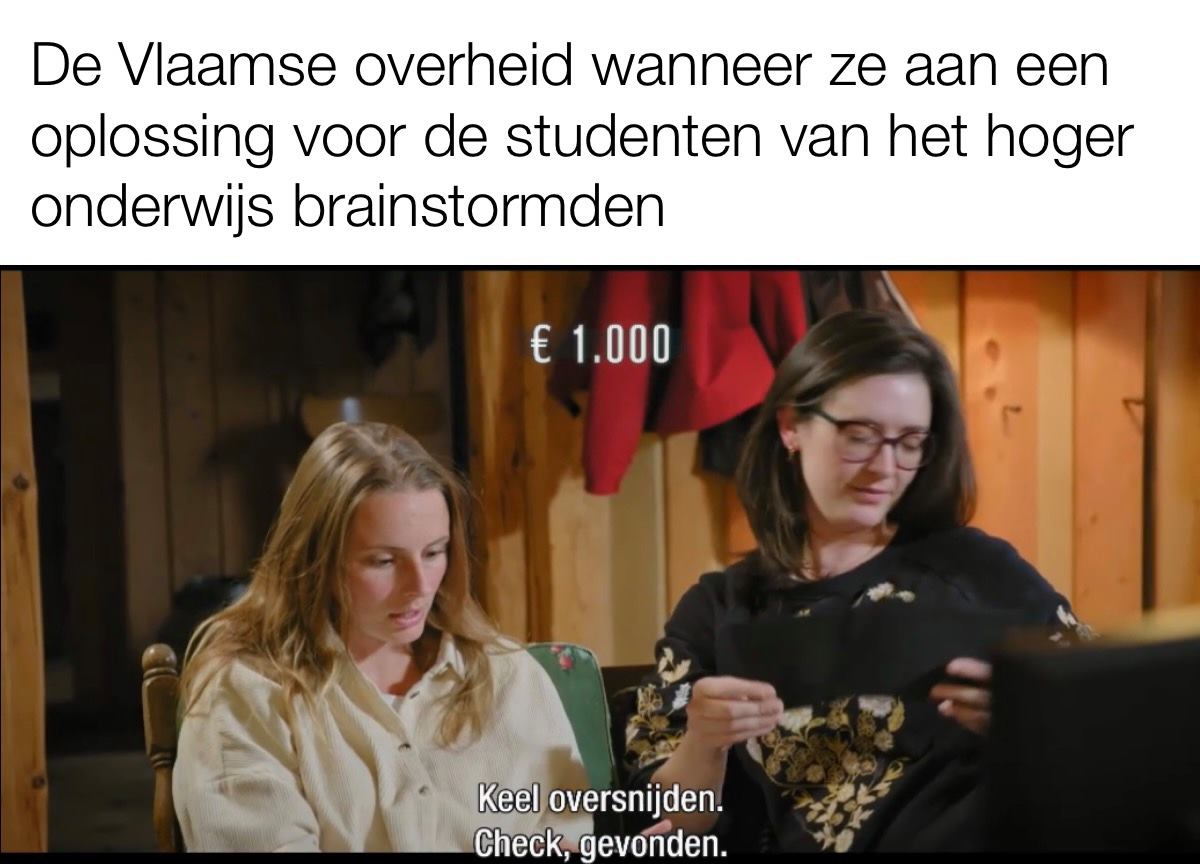 De Vlaamse overheid wanneer ze aan een
oplossing voor de studenten van het hoger
onderwijs brainstormden
€ 1.000
Keel oversnijden.
Check, gevonden.